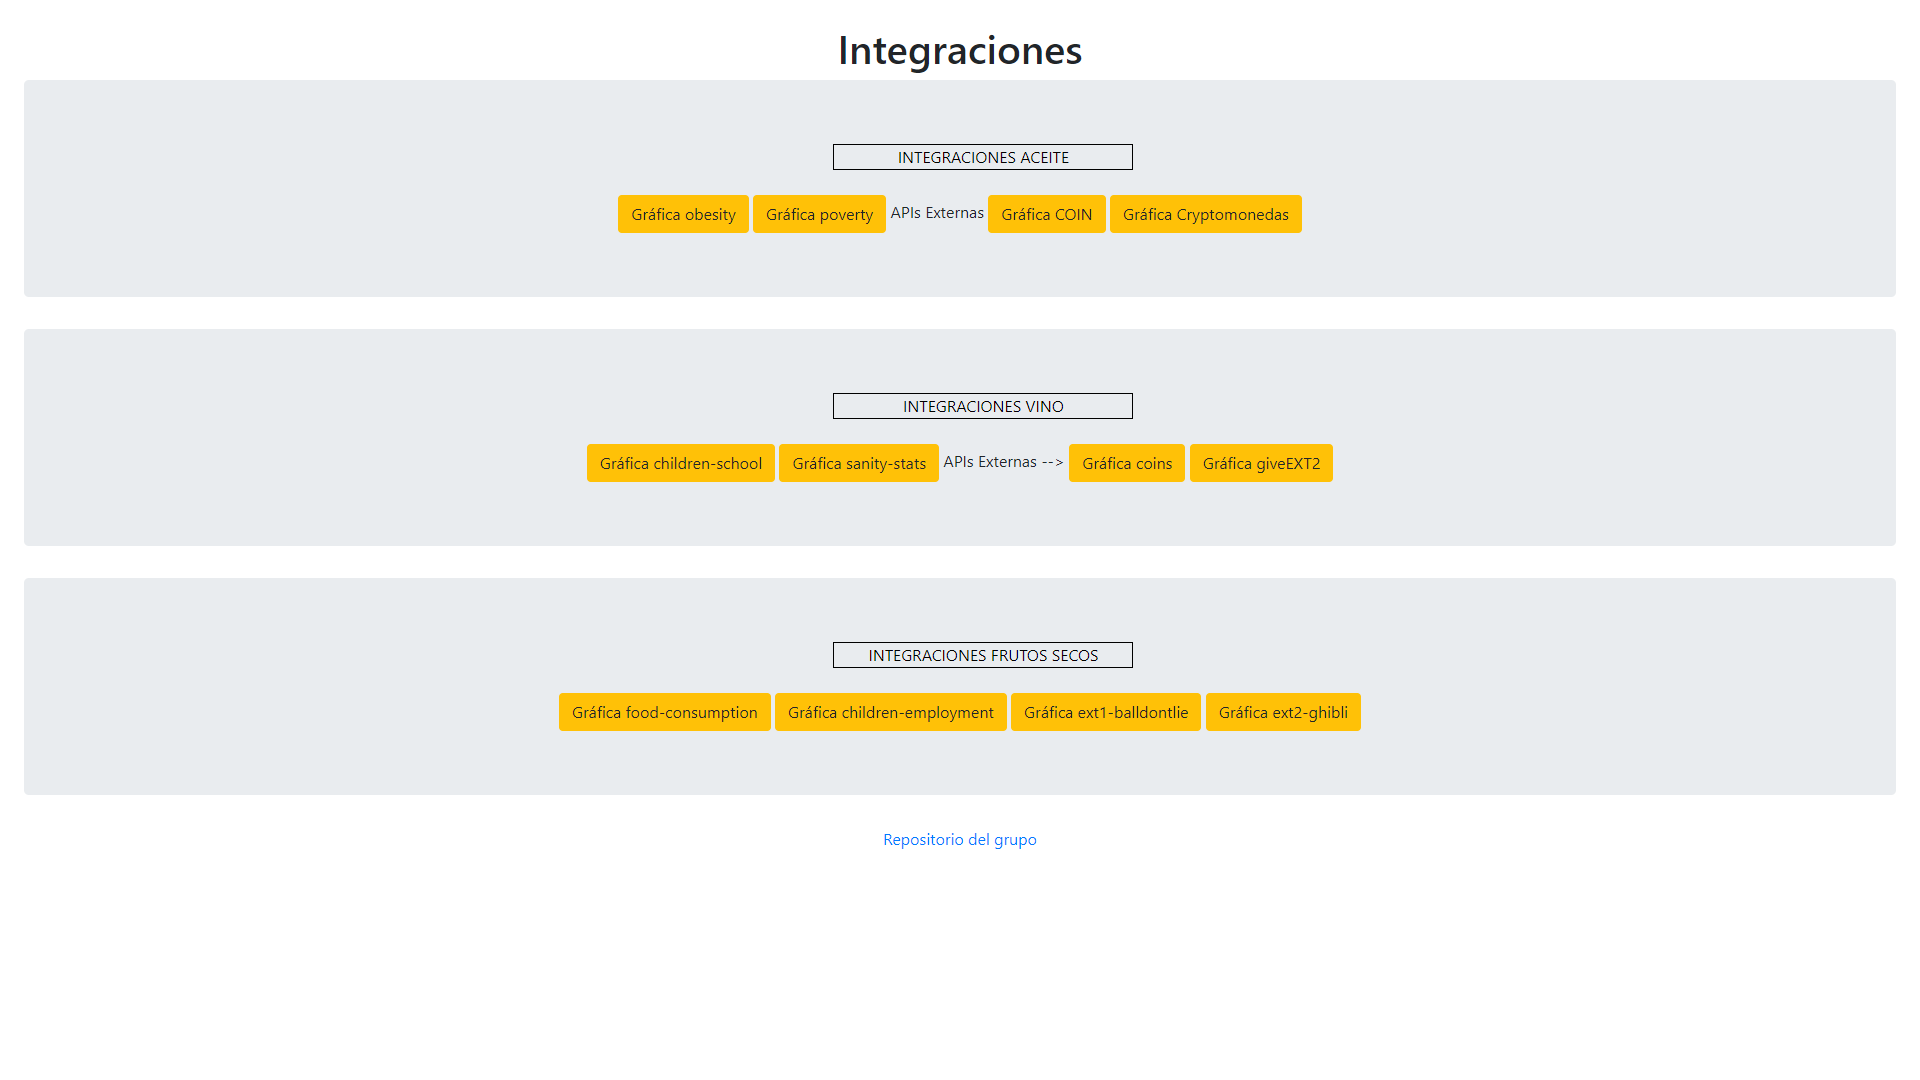 Integraciones
INTEGRACIONES ACEITE
Gráfica obesity Gráfica poverty APIs Externas Gráfica COIN Gráfica Cryptomonedas
INTEGRACIONES VINO
Gráfica children-school Gráfica sanity-stats APIs Externas --> Gráfica coins Gráfica giveEXT2
INTEGRACIONES FRUTOS SECOS
Gráfica food-consumption Gráfica children-employment Gráfica ext1-balldontlie Gráfica ext2-ghibli
Repositorio del grupo